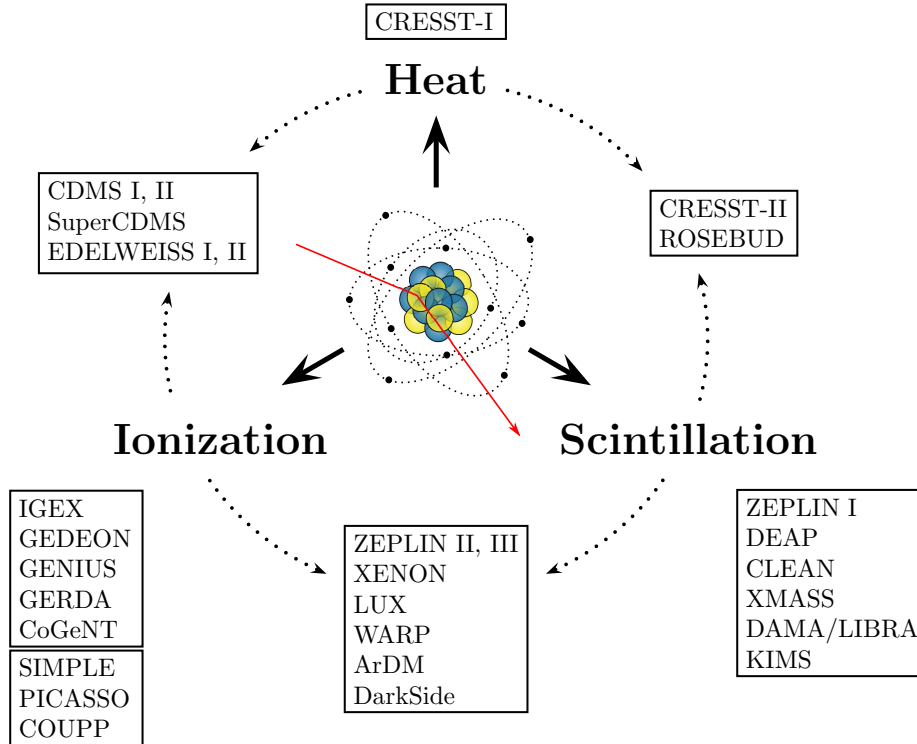 CRESST-I
Heat
CDMS I, II
SuperCDMS
EDELWEISS I, II
CRESST-II
ROSEBUD
Ionization
Scintillation
IGEX
GEDEON
GENIUS
GERDA
CoGeNT
SIMPLE
PICASSO
COUPP
ZEPLIN II, III
XENON
LUX
WARP
ArDM
DarkSide
ZEPLIN I
DEAP
CLEAN
XMASS
DAMA/LIBRA
KIMS